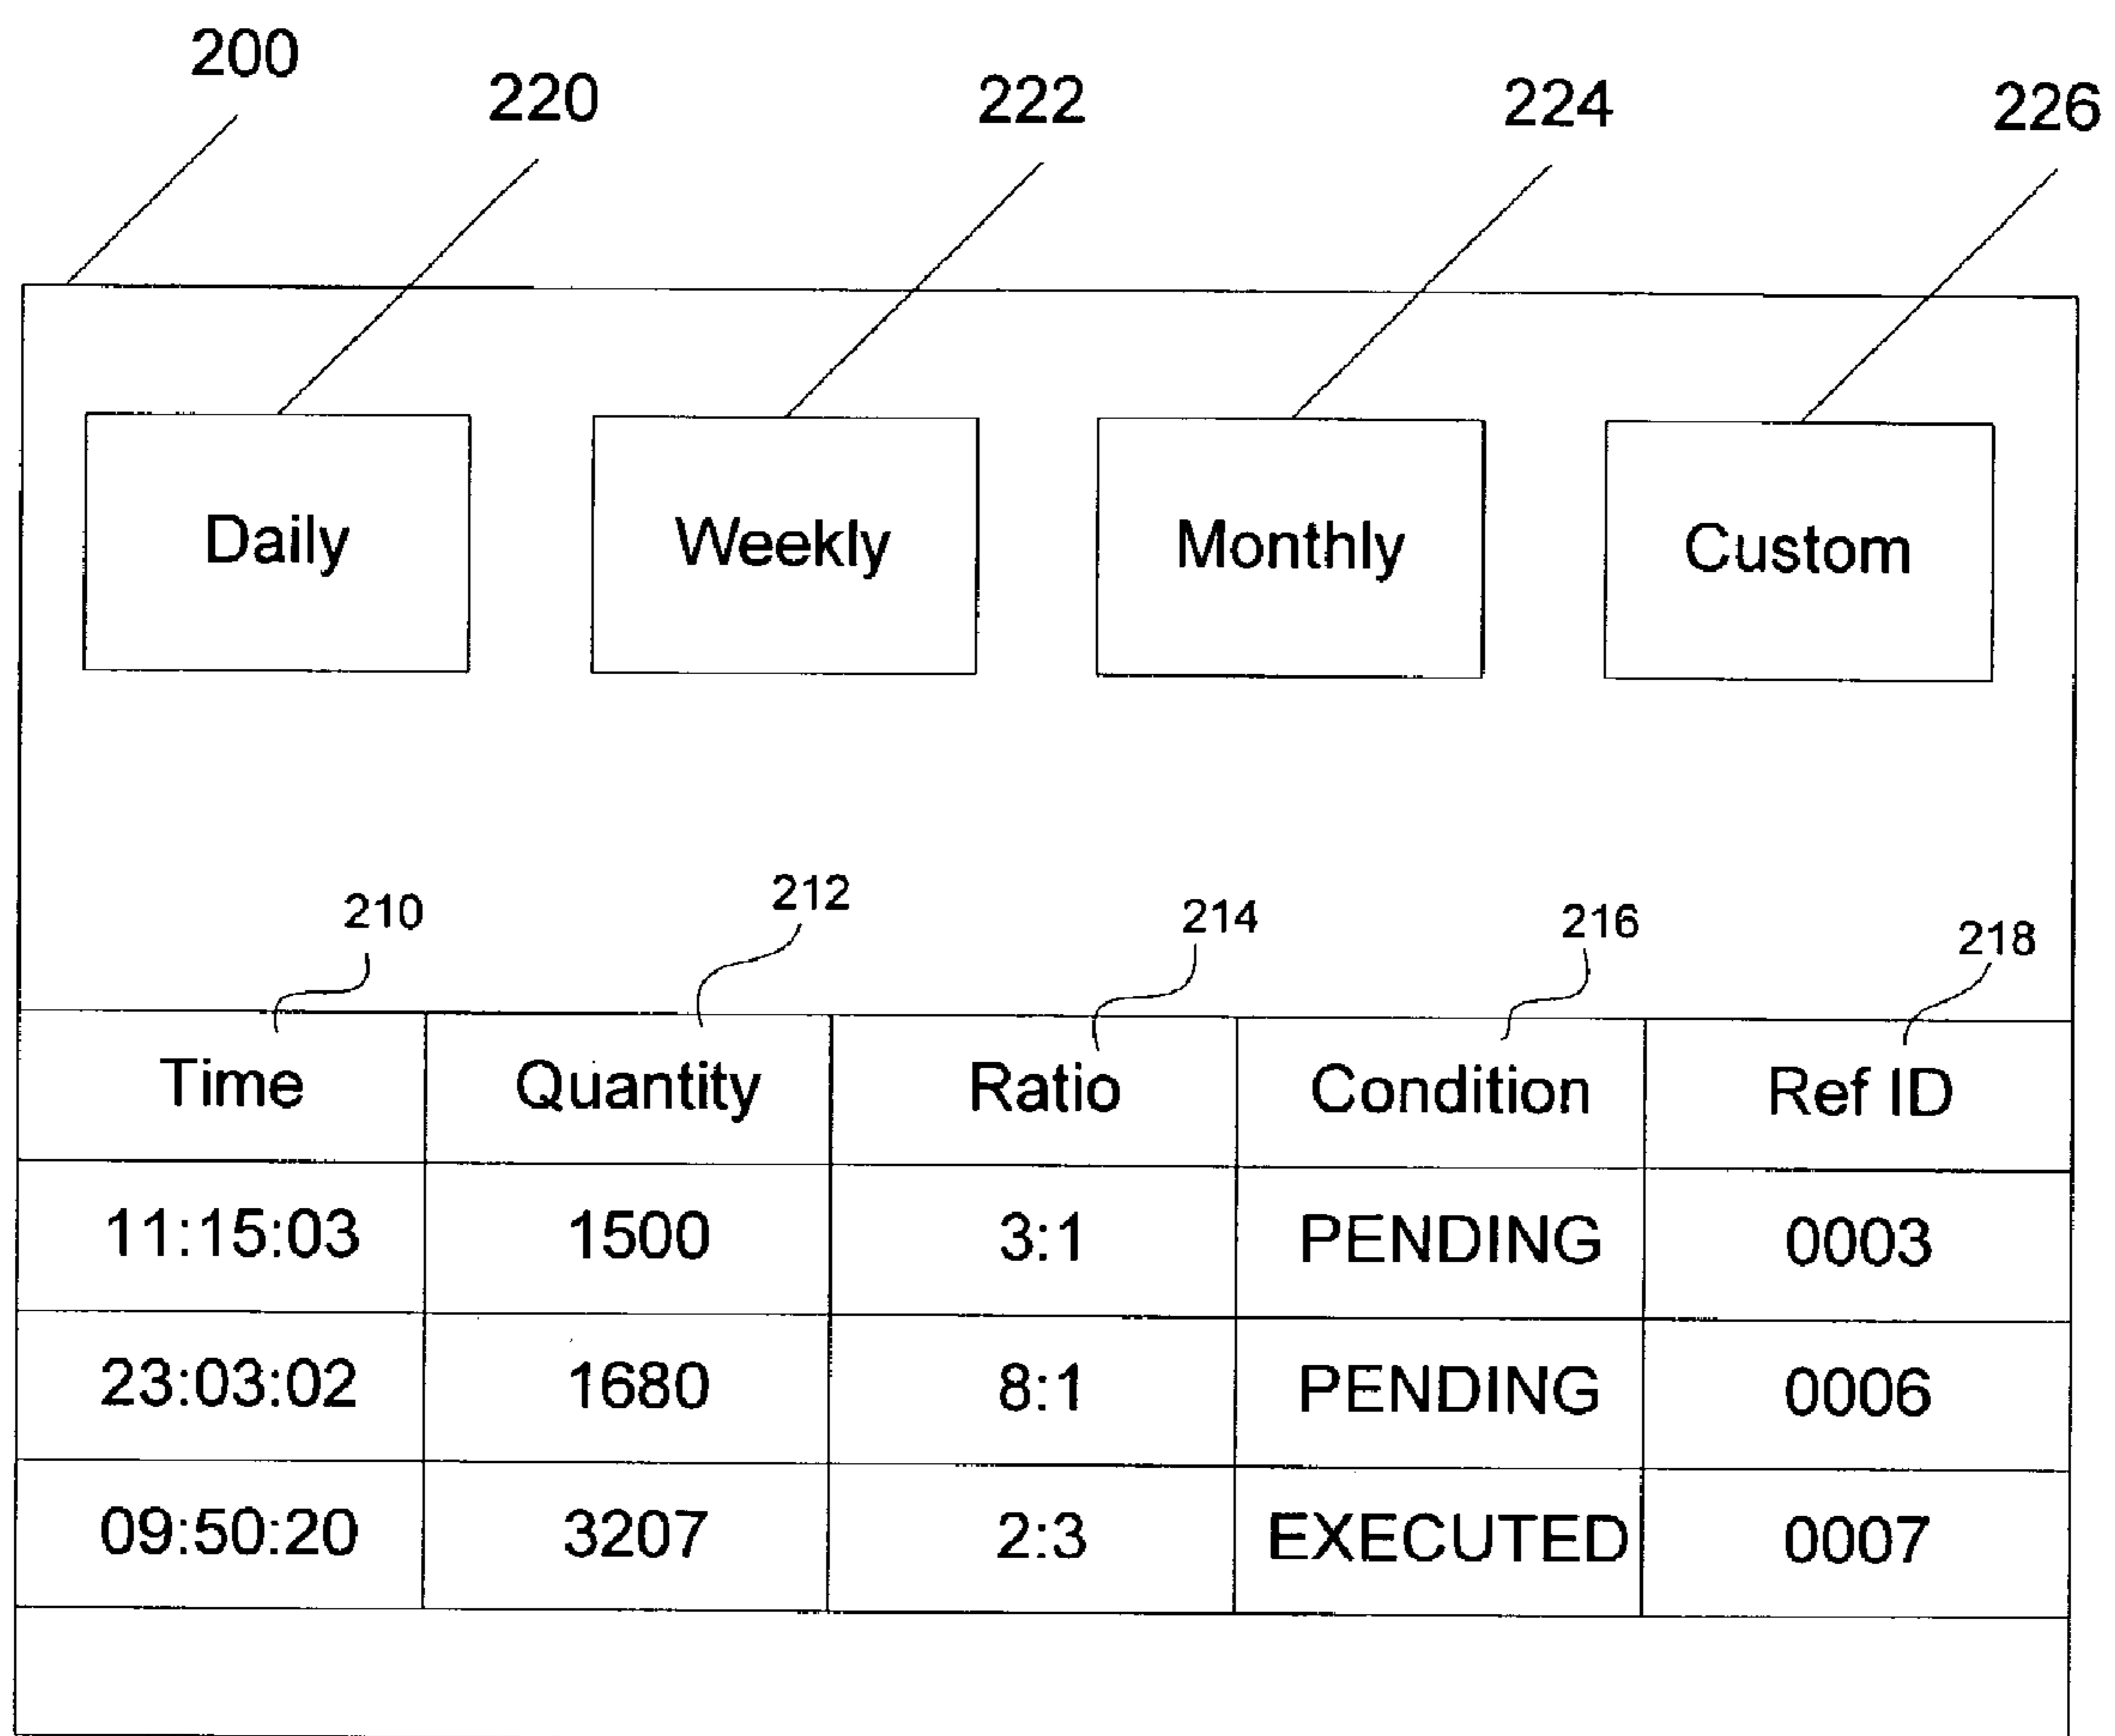 200
220
222
224
226
Daily
Weekly
Monthly
Custom
210
212
214
216
218
Time Quantity Ratio Condition Ref ID
11:15:03 1500 3:1 PENDING 0003
23:03:02 1680 8:1 PENDING 0006
09:50:20 3207 2:3 EXECUTED 0007